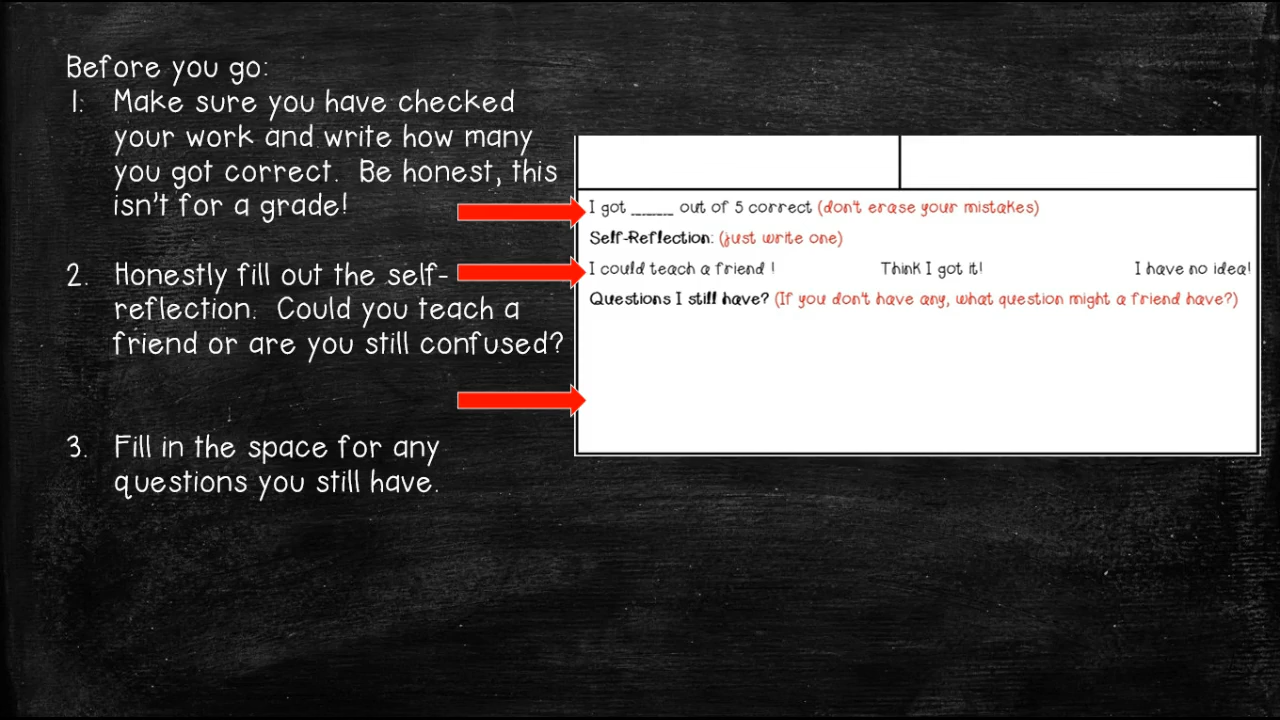 Before you go:
1. Make sure you have checked
your work and write how many
you got correct. Be honest, this
isn't for a grade!
2. Honestly fill out the self-
reflection. Could you teach a
friend or are you still confused?
3. Fill in the space for any
questions you still have.
I got ______ out of 5 correct (don't erase your mistakes)
Self-Reflection: (just write one)
I could teach a friend ! Think I got it! I have no idea!
Questions I still have? (If you don't have any, what question might a friend have?)